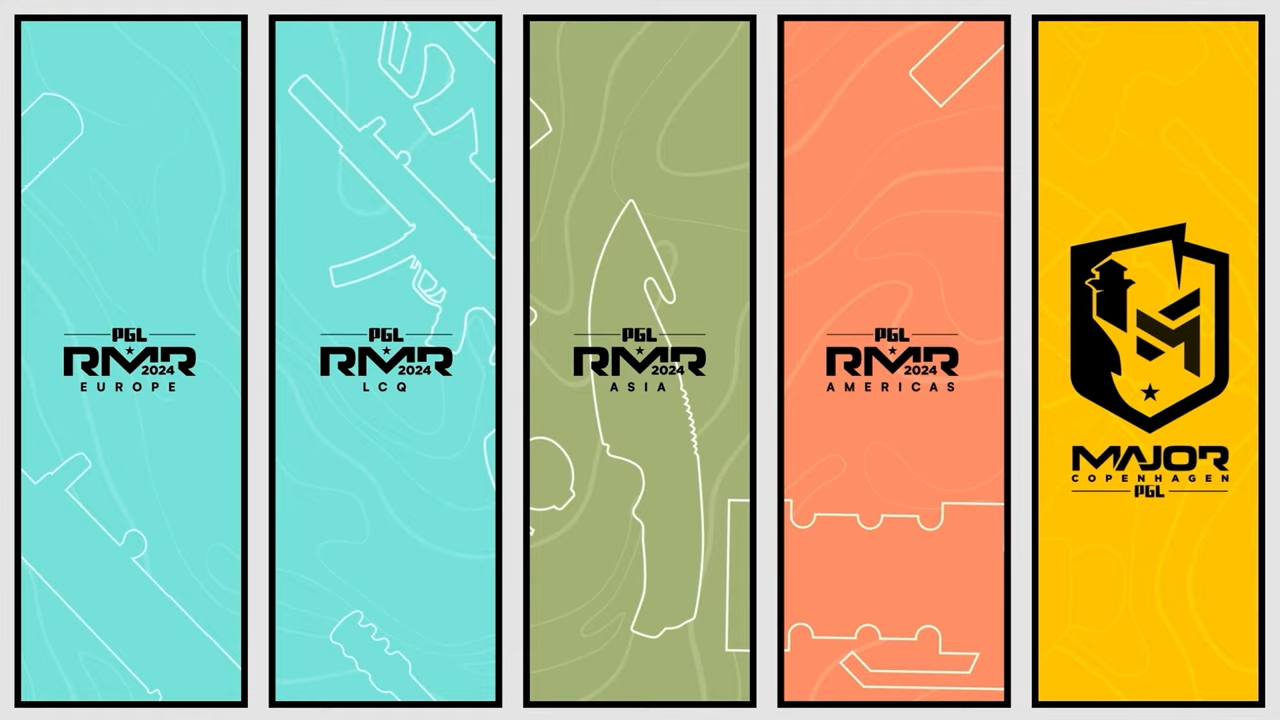 PGL
RMR
2024
EUROPE
PGL
RMR
2024
LCQ
PGL
RMR
2024
ASIA
PGL
RMR
2024
AMERICAS
M
MAJOR
COPENHAGEN
PGL